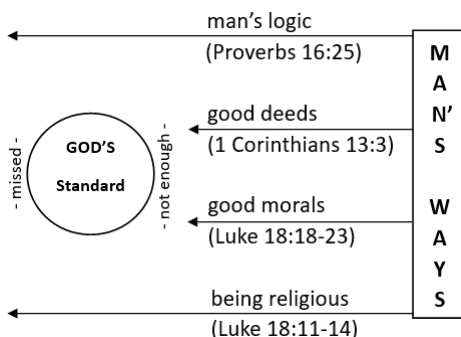 man's logic
(Proverbs 16:25)
good deeds
(1 Corinthians 13:3)
good morals
(Luke 18:18-23)
being religious
(Luke 18:11-14)
- missed -
GOD'S
Standard
- not enough -
M
A
N'
S
W
A
Y
S